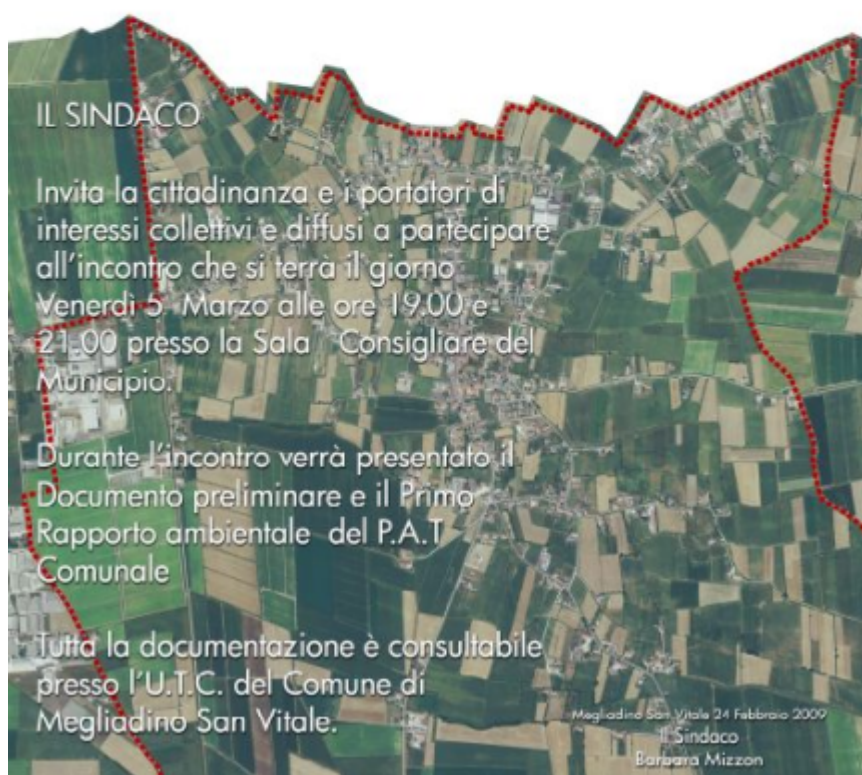 IL SINDACO
Invita la cittadinanza e i portatori di
interessi collettivi e diffusi a partecipare
all'incontro che si terrà il giorno
Venerdì 5 Marzo alle ore 19.00 e
21.00 presso la Sala Consigliare del
Municipio.
Durante l'incontro verrà presentato il
Documento preliminare e il Primo
Rapporto ambientale del P.A.T
Comunale
Tutta la documentazione è consultabile
presso l'U.T.C. del Comune di
Megliadino San Vitale.
Megliadino San Vitale 24 Febbraio 2009
Il Sindaco
Barbara Mizzon